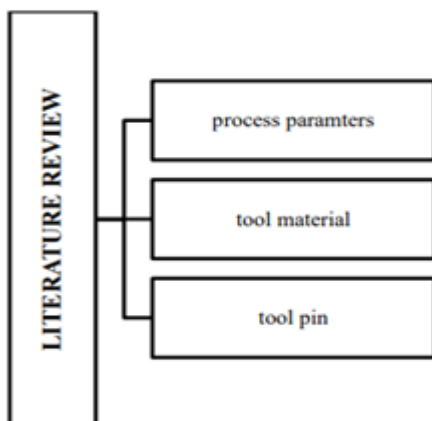 LITERATURE REVIEW
process paramters
tool material
tool pin